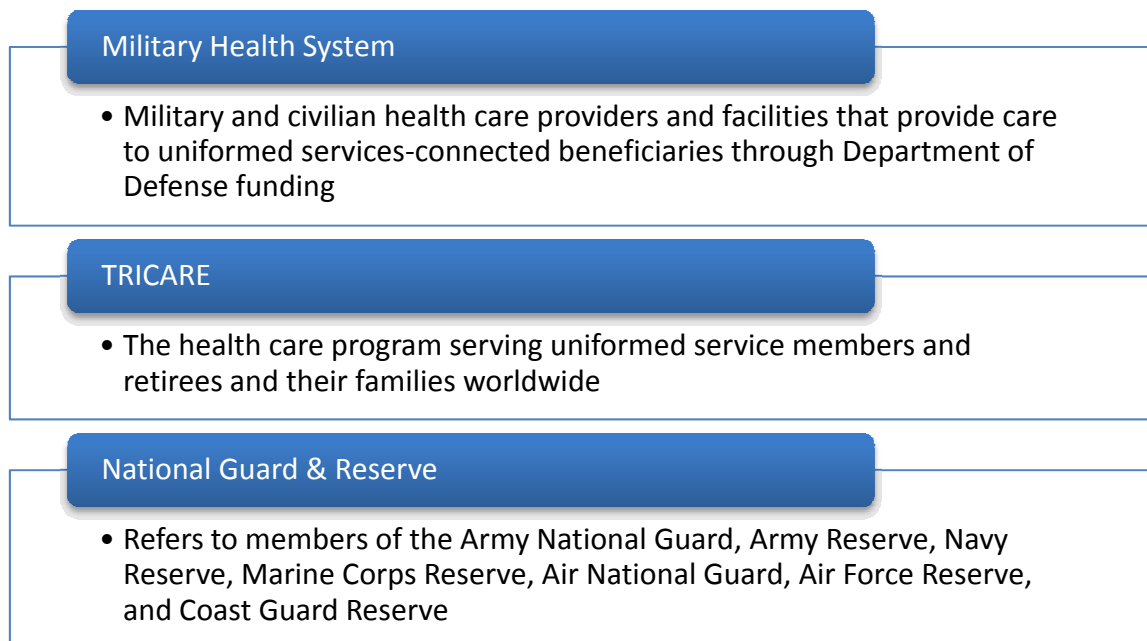 Military Health System
• Military and civilian health care providers and facilities that provide care
to uniformed services-connected beneficiaries through Department of
Defense funding
TRICARE
• The health care program serving uniformed service members and
retirees and their families worldwide
National Guard & Reserve
• Refers to members of the Army National Guard, Army Reserve, Navy
Reserve, Marine Corps Reserve, Air National Guard, Air Force Reserve,
and Coast Guard Reserve